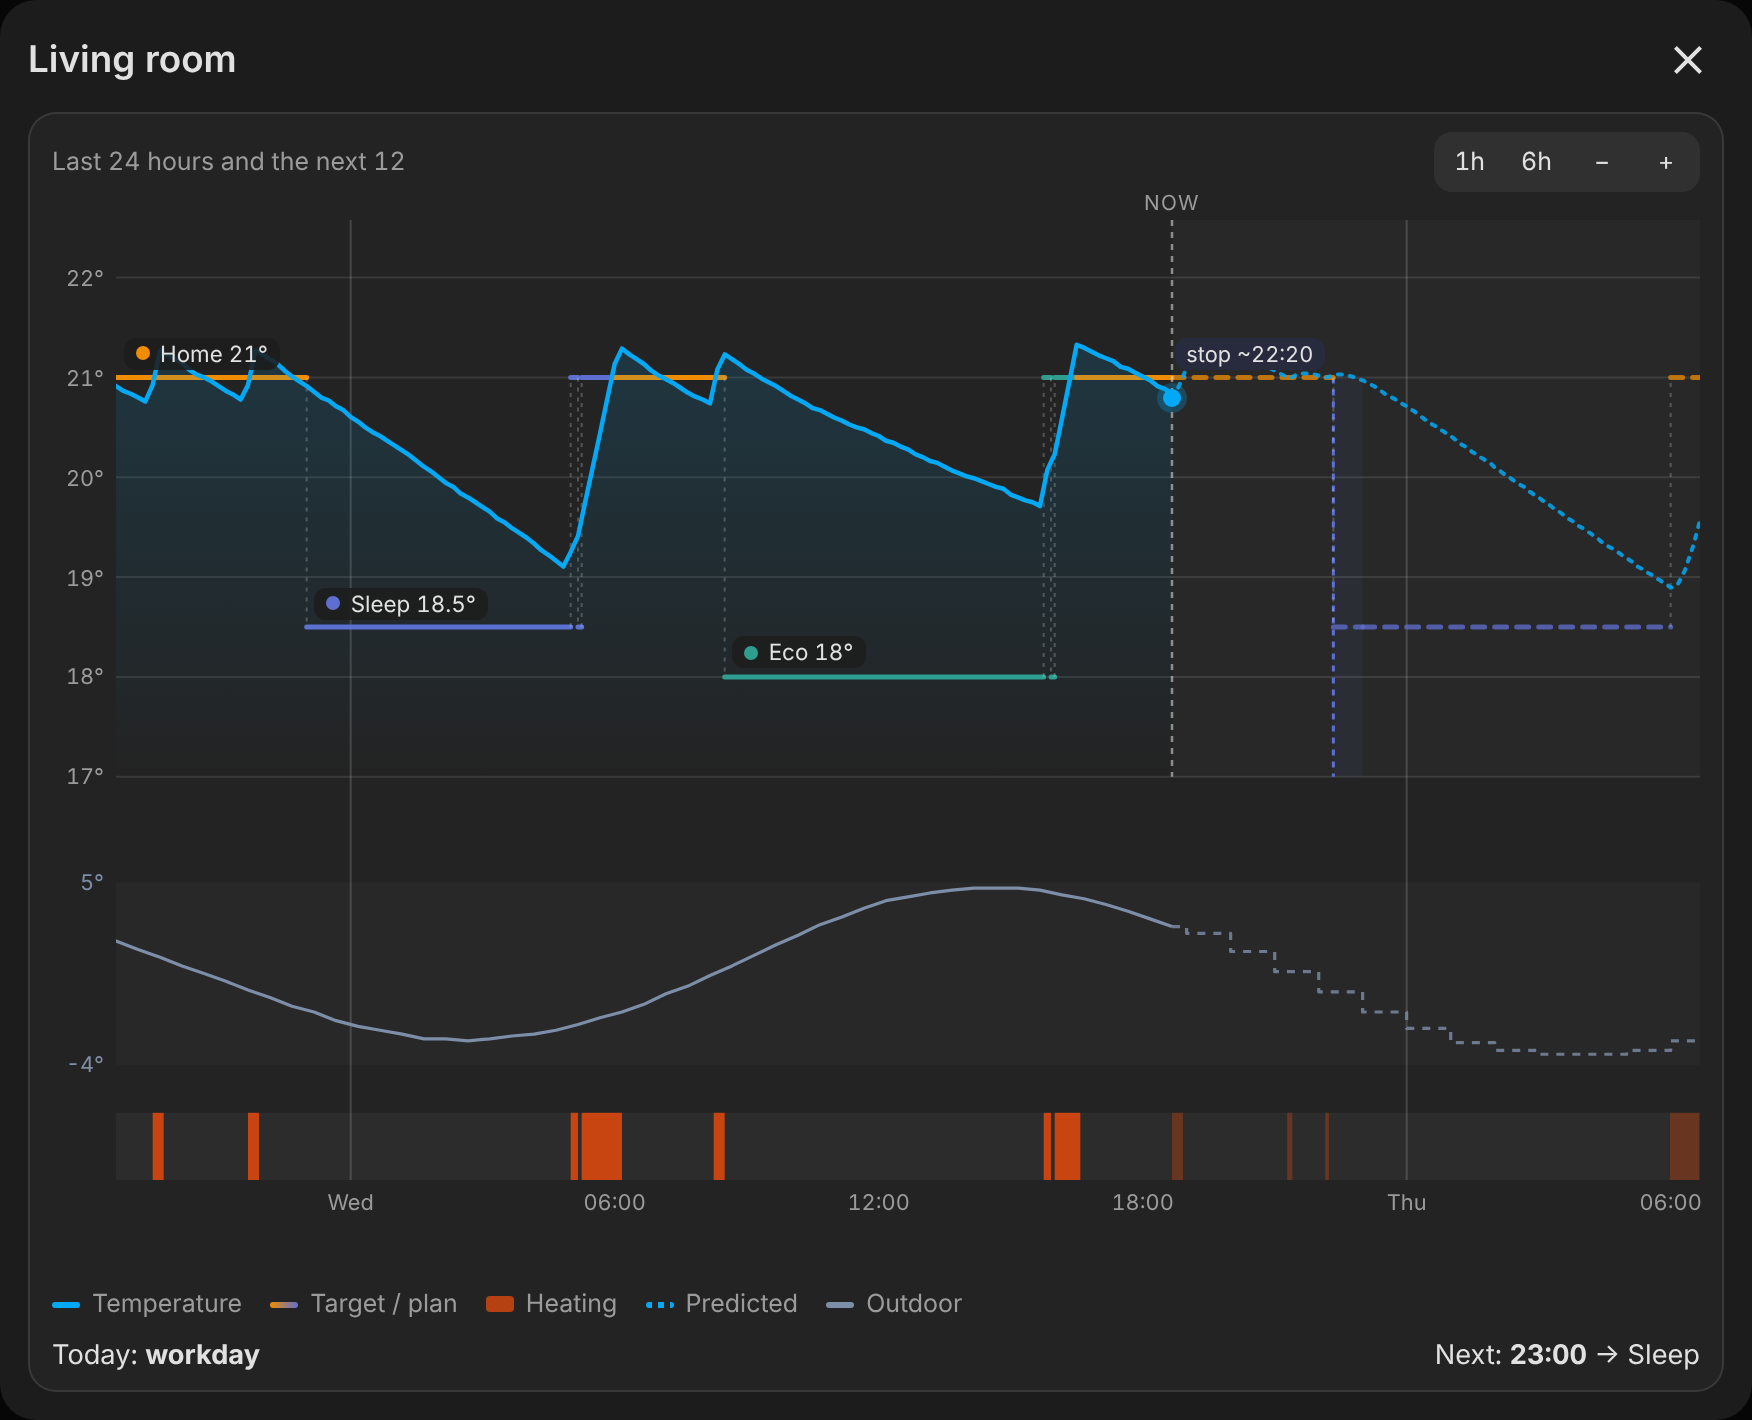 Living room
Last 24 hours and the next 12
1h 6h − +
NOW
22°
Home 21°
stop ~22:20
21°
20°
19°
Sleep 18.5°
Eco 18°
18°
17°
5°
-4°
Wed 06:00 12:00 18:00 Thu 06:00
Temperature Target / plan Heating Predicted Outdoor
Today: workday
Next: 23:00 → Sleep